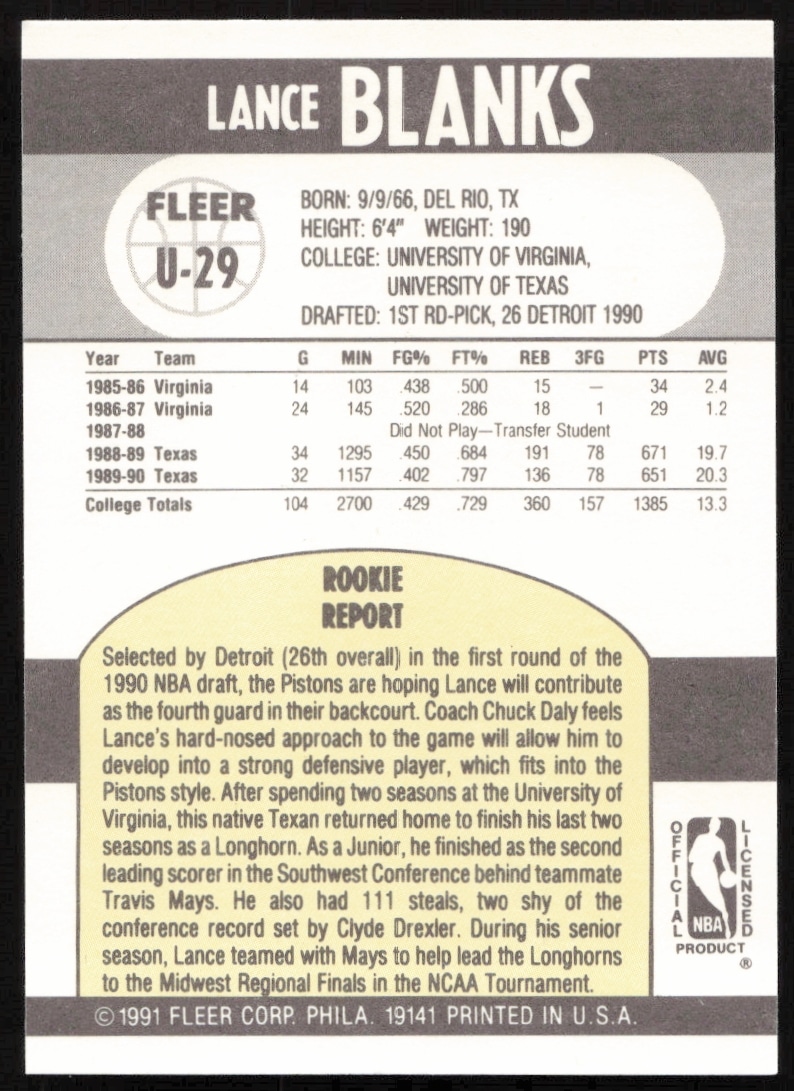 LANCE BLANKS
FLEER
U-29
BORN: 9/9/66, DEL RIO, TX
HEIGHT: 6'4" WEIGHT: 190
COLLEGE: UNIVERSITY OF VIRGINIA,
UNIVERSITY OF TEXAS
DRAFTED: 1ST RD-PICK, 26 DETROIT 1990
Year Team G MIN FG% FT% REB 3FG PTS AVG
1985-86 Virginia 14 103 .438 .500 15 — 34 2.4
1986-87 Virginia 24 145 .520 .286 18 1 29 1.2
1987-88 Did Not Play—Transfer Student
1988-89 Texas 34 1295 .450 .684 191 78 671 19.7
1989-90 Texas 32 1157 .402 .797 136 78 651 20.3
College Totals 104 2700 .429 .729 360 157 1385 13.3
ROOKIE
REPORT
Selected by Detroit (26th overall) in the first round of the
1990 NBA draft, the Pistons are hoping Lance will contribute
as the fourth guard in their backcourt. Coach Chuck Daly feels
Lance's hard-nosed approach to the game will allow him to
develop into a strong defensive player, which fits into the
Pistons style. After spending two seasons at the University of
Virginia, this native Texan returned home to finish his last two
seasons as a Longhorn. As a Junior, he finished as the second
leading scorer in the Southwest Conference behind teammate
Travis Mays. He also had 111 steals, two shy of the
conference record set by Clyde Drexler. During his senior
season, Lance teamed with Mays to help lead the Longhorns
to the Midwest Regional Finals in the NCAA Tournament.
OFFICIAL
LICENSED
NBA
PRODUCT
®
© 1991 FLEER CORP. PHILA. 19141 PRINTED IN U.S.A.